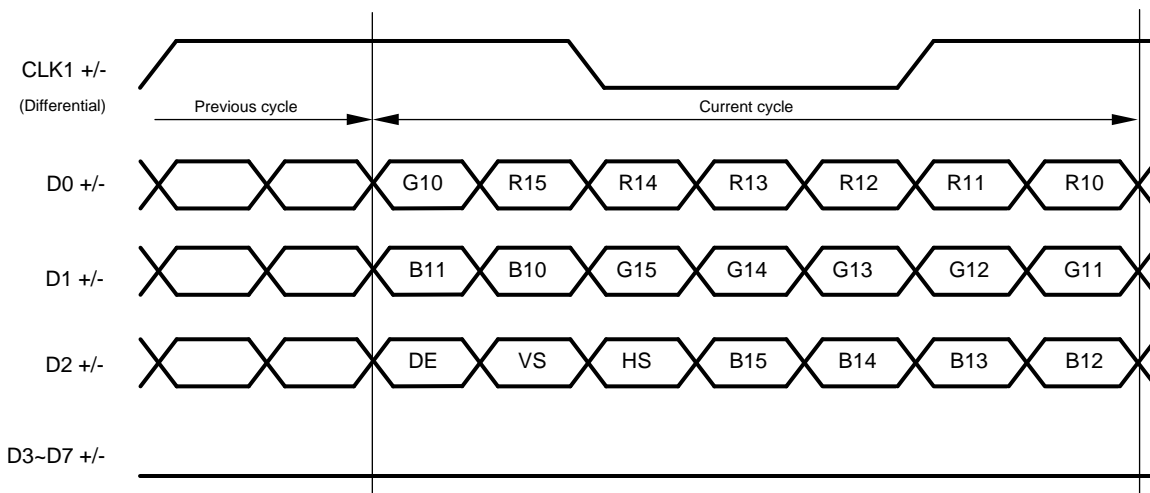 CLK1 +/-
(Differential)
Previous cycle
Current cycle
D0 +/-
G10 R15 R14 R13 R12 R11 R10
D1 +/-
B11 B10 G15 G14 G13 G12 G11
D2 +/-
DE VS HS B15 B14 B13 B12
D3~D7 +/-